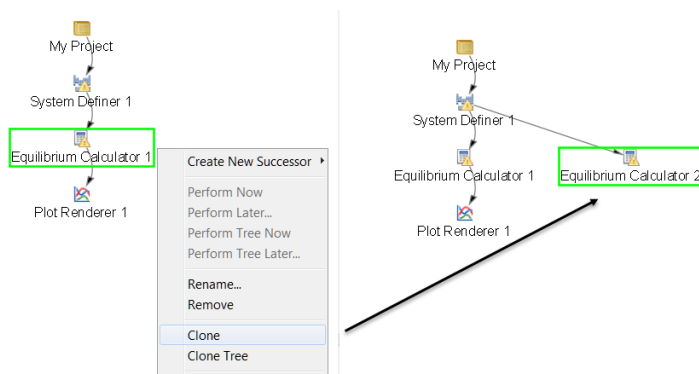 My Project
System Definer 1
Equilibrium Calculator 1
Plot Renderer 1
Create New Successor
Perform Now
Perform Later...
Perform Tree Now
Perform Tree Later...
Rename...
Remove
Clone
Clone Tree
My Project
System Definer 1
Equilibrium Calculator 1
Equilibrium Calculator 2
Plot Renderer 1